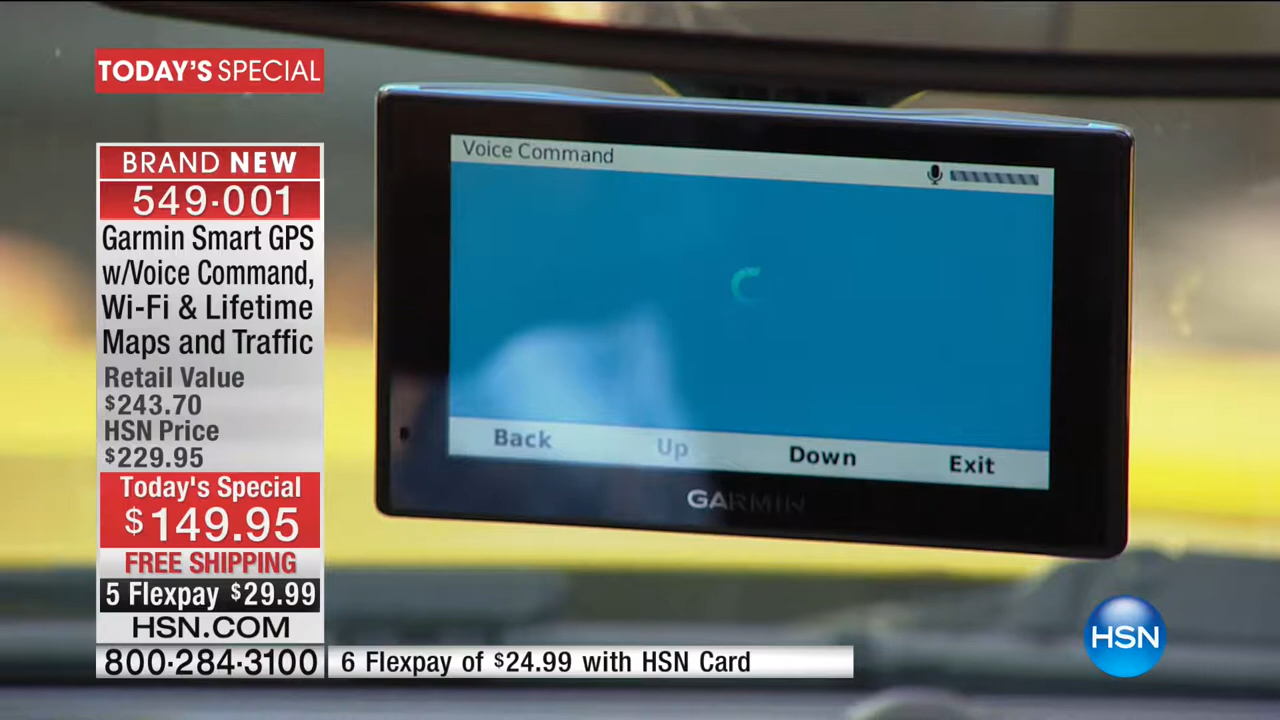 TODAY'S SPECIAL
BRAND NEW
549·001
Garmin Smart GPS
w/Voice Command,
Wi-Fi & Lifetime
Maps and Traffic
Retail Value
$243.70
HSN Price
$229.95
Today's Special
$149.95
FREE SHIPPING
5 Flexpay $29.99
HSN.COM
800·284·3100
6 Flexpay of $24.99 with HSN Card
Voice Command
Back Up Down Exit
GARMIN
HSN